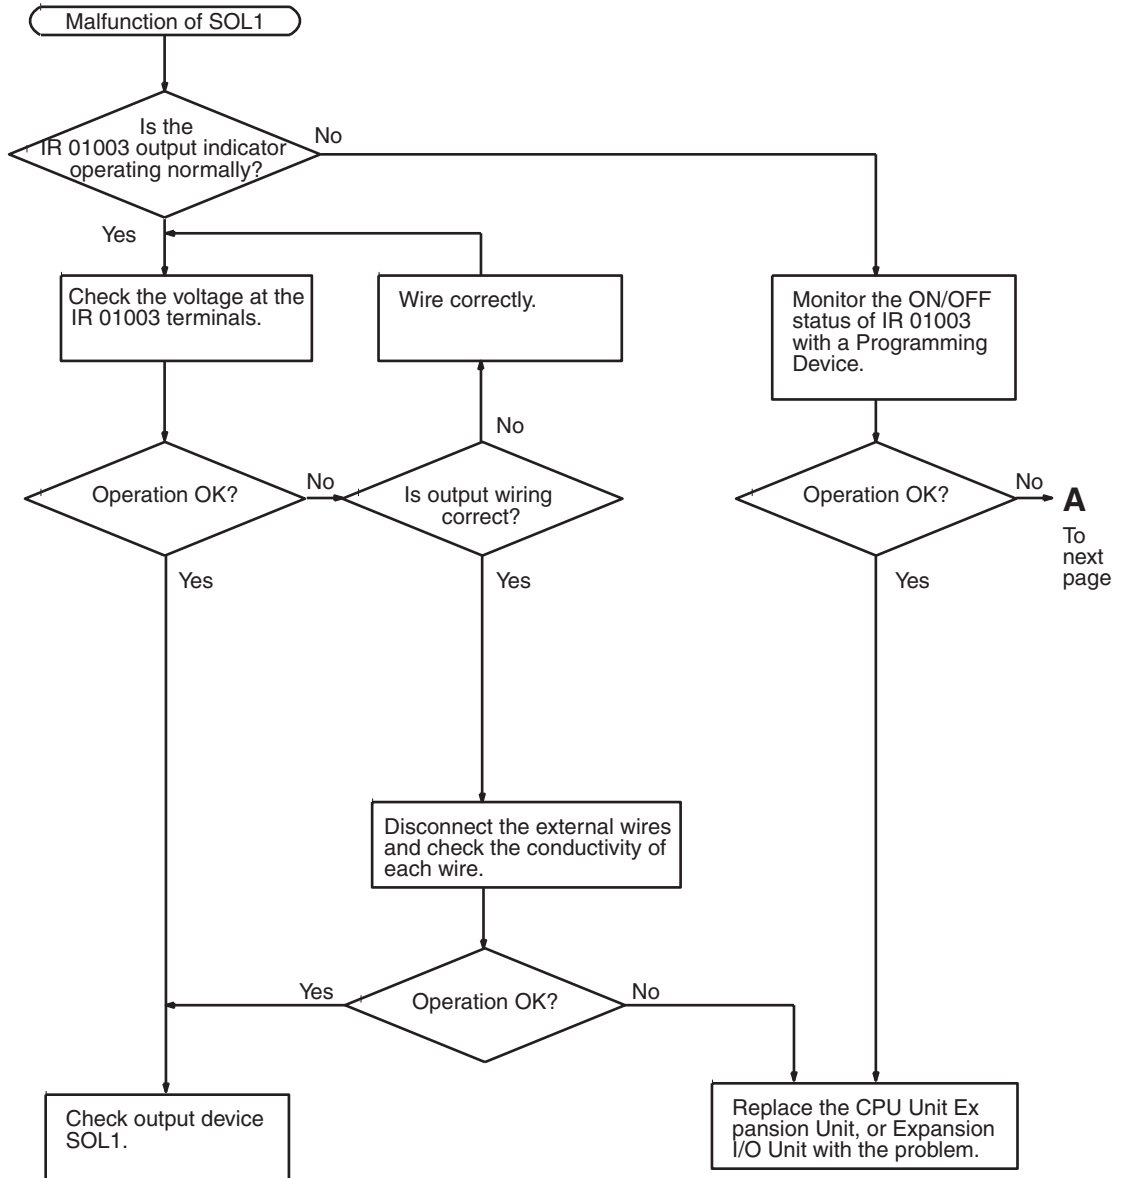 Malfunction of SOL1
Is the
IR 01003 output indicator
operating normally?
No
Yes
Check the voltage at the
IR 01003 terminals.
Wire correctly.
Monitor the ON/OFF
status of IR 01003
with a Programming
Device.
No
Operation OK?
No
Is output wiring
correct?
Operation OK?
No
A
To
next
page
Yes
Yes
Yes
Disconnect the external wires
and check the conductivity of
each wire.
Yes
Operation OK?
No
Check output device
SOL1.
Replace the CPU Unit Ex
pansion Unit, or Expansion
I/O Unit with the problem.